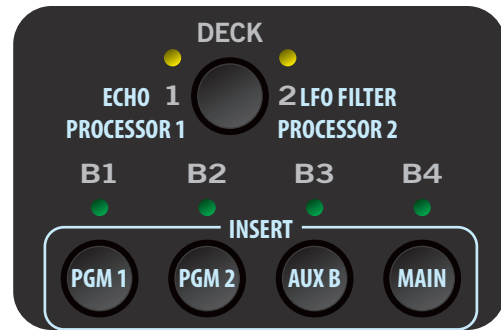 DECK
ECHO 1 2 LFO FILTER
PROCESSOR 1 PROCESSOR 2
B1 B2 B3 B4
INSERT
PGM 1 PGM 2 AUX B MAIN